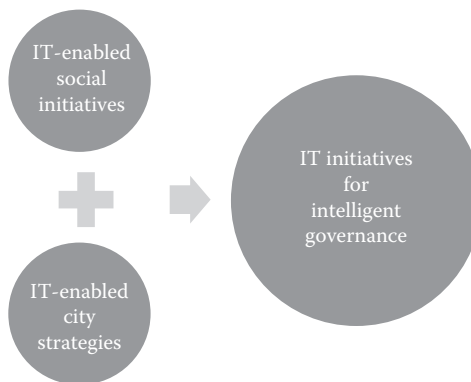 IT-enabled
social
initiatives
IT-enabled
city
strategies
IT initiatives
for
intelligent
governance